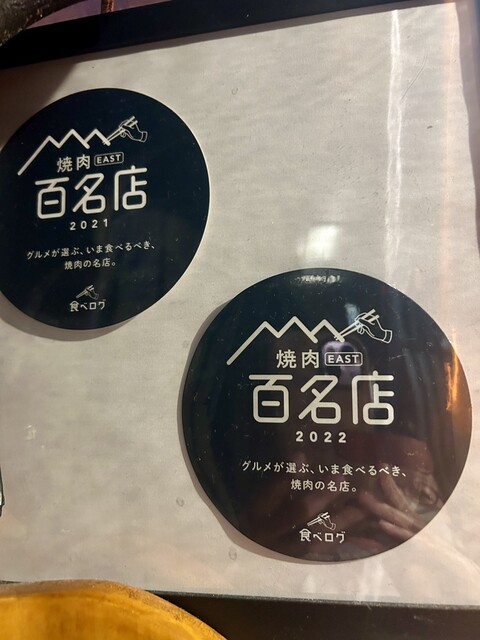 焼肉 EAST
百名店
2021
グルメが選ぶ、いま食べるべき、
焼肉の名店。
食べログ
焼肉 EAST
百名店
2022
グルメが選ぶ、いま食べるべき、
焼肉の名店。
食べログ